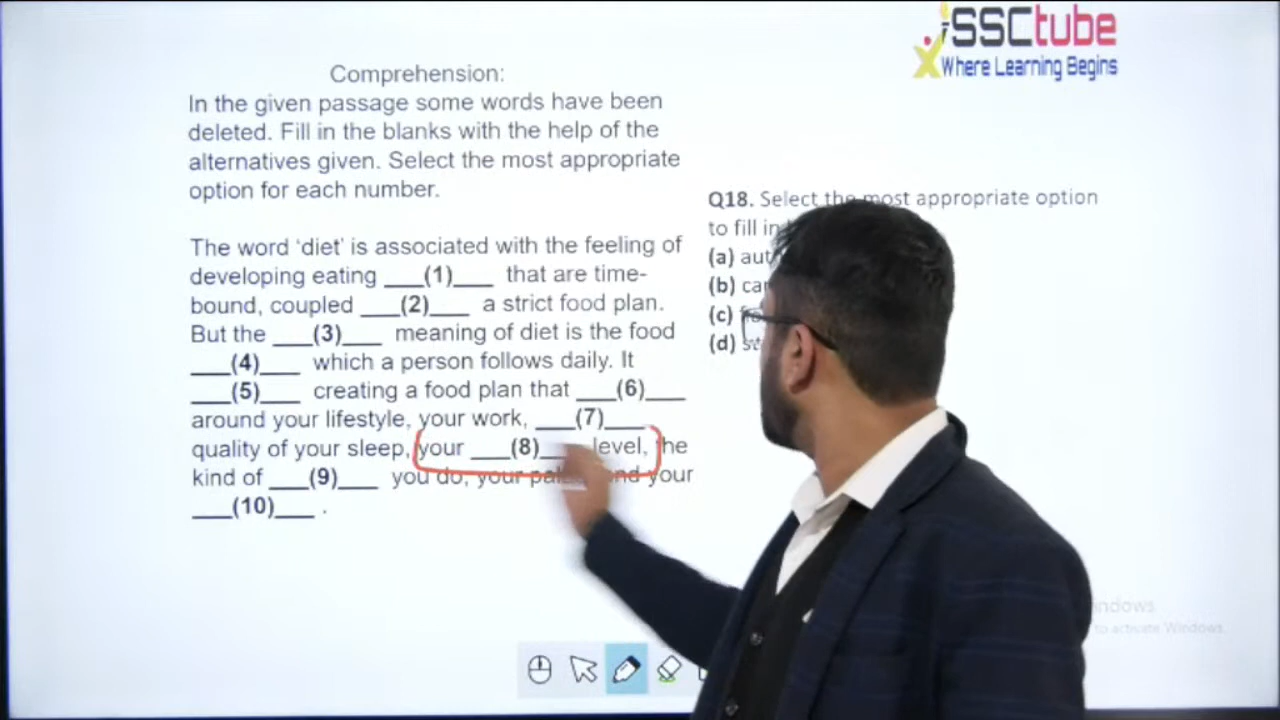 SSCtube
Where Learning Begins
Comprehension:
In the given passage some words have been
deleted. Fill in the blanks with the help of the
alternatives given. Select the most appropriate
option for each number.
The word 'diet' is associated with the feeling of
developing eating ___(1)___ that are time-
bound, coupled ___(2)___ a strict food plan.
But the ___(3)___ meaning of diet is the food
___(4)___ which a person follows daily. It
___(5)___ creating a food plan that ___(6)___
around your lifestyle, your work, ___(7)___
quality of your sleep, your ___(8)___ level, the
kind of ___(9)___ you do, your and your
___(10)___ .
Q18. Select the most appropriate option
to fill in
(a)
(b)
(c)
(d)
to activate Windows.